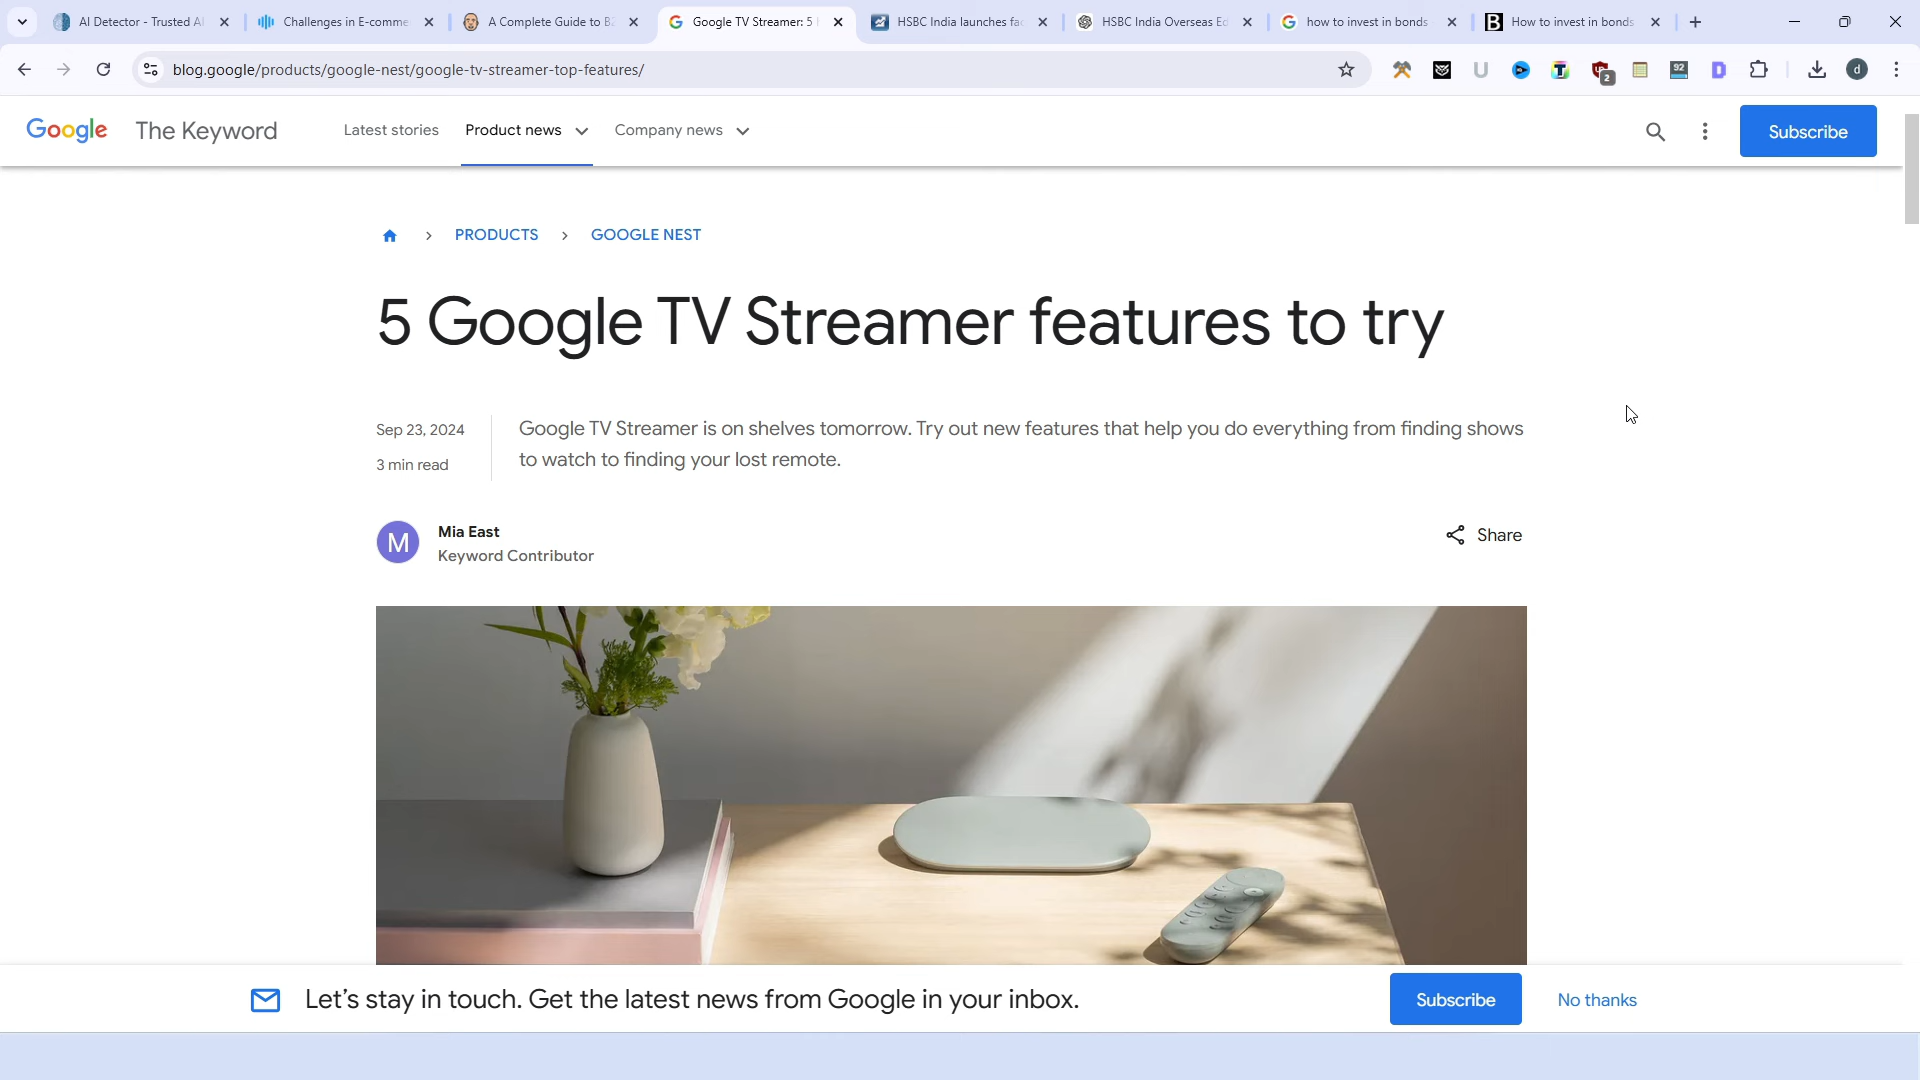 AI Detector - Trusted AI
Challenges in E-comme
A Complete Guide to B2
Google TV Streamer: 5
HSBC India launches fac
HSBC India Overseas Ed
how to invest in bonds
How to invest in bonds
blog.google/products/google-nest/google-tv-streamer-top-features/
2
92
d
Google The Keyword
Latest stories
Product news
Company news
Subscribe
PRODUCTS
GOOGLE NEST
5 Google TV Streamer features to try
Sep 23, 2024
3 min read
Google TV Streamer is on shelves tomorrow. Try out new features that help you do everything from finding shows
to watch to finding your lost remote.
M
Mia East
Keyword Contributor
Share
Let's stay in touch. Get the latest news from Google in your inbox.
Subscribe
No thanks